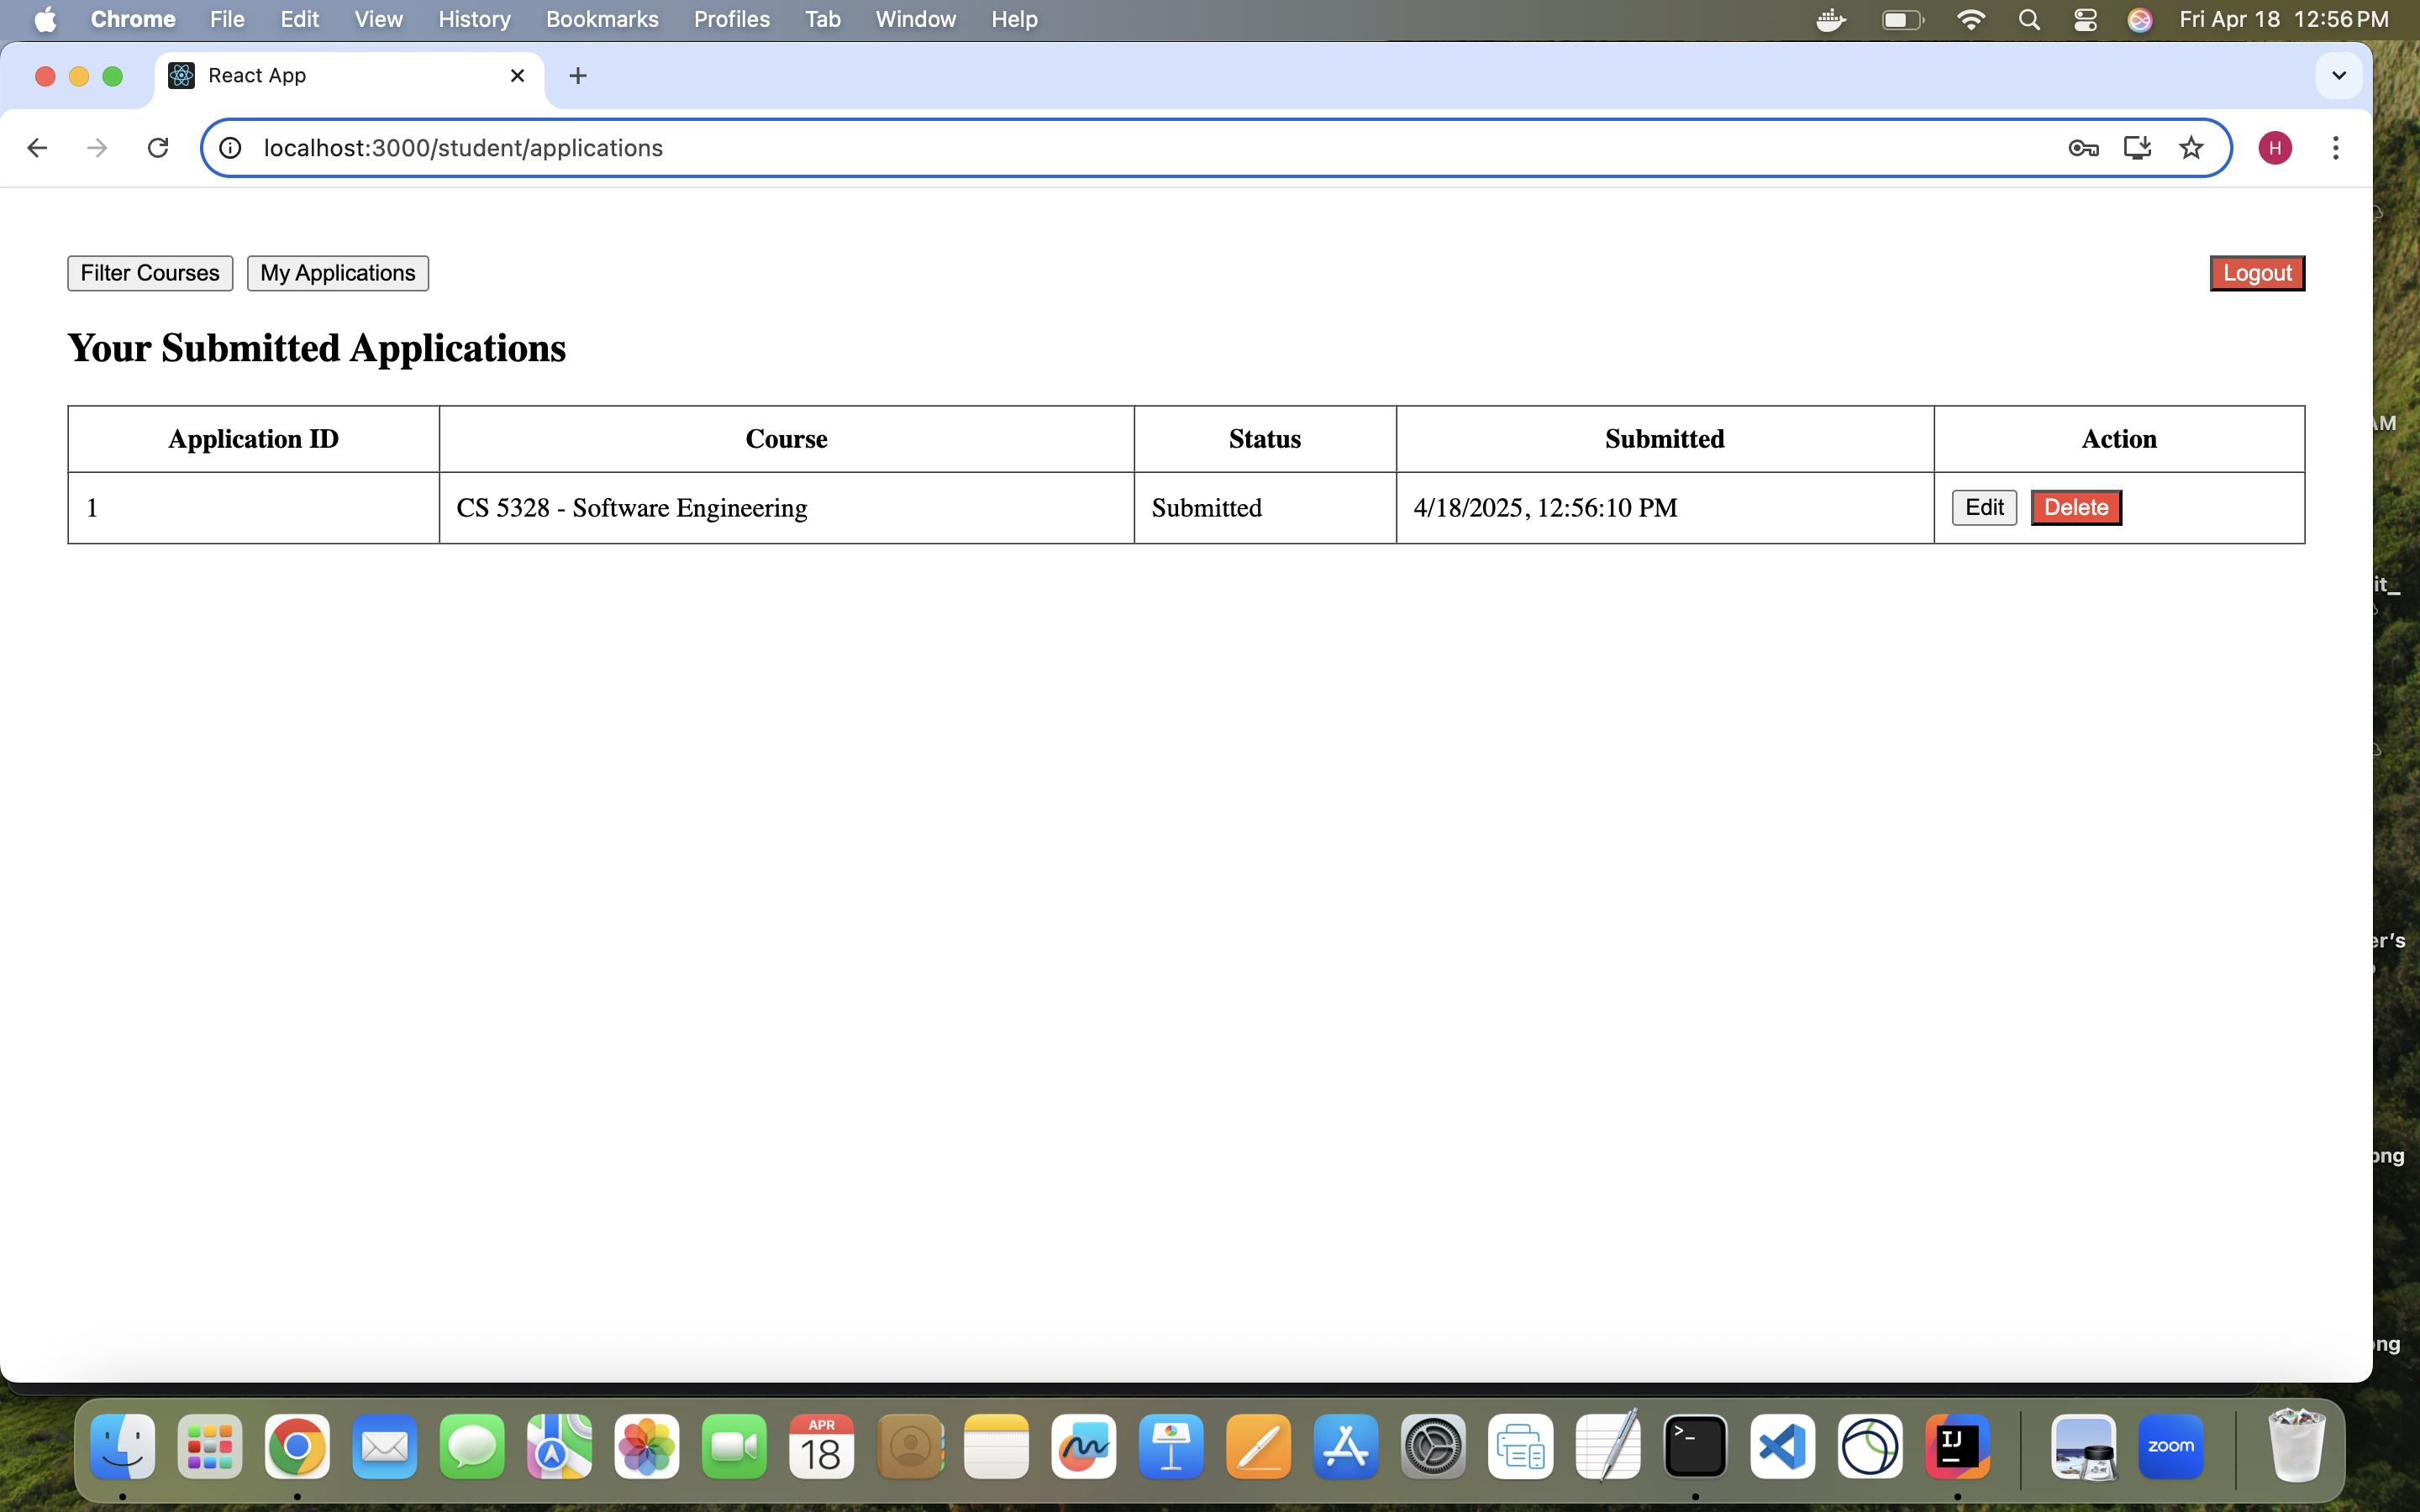 Chrome File Edit View History Bookmarks Profiles Tab Window Help Fri Apr 18 12:56 PM
React App
localhost:3000/student/applications
H
Filter Courses My Applications Logout
Your Submitted Applications
Application ID Course Status Submitted Action
1 CS 5328 - Software Engineering Submitted 4/18/2025, 12:56:10 PM Edit Delete
AM
it_
er's
png
ng
APR
18
>_
IJ
zoom